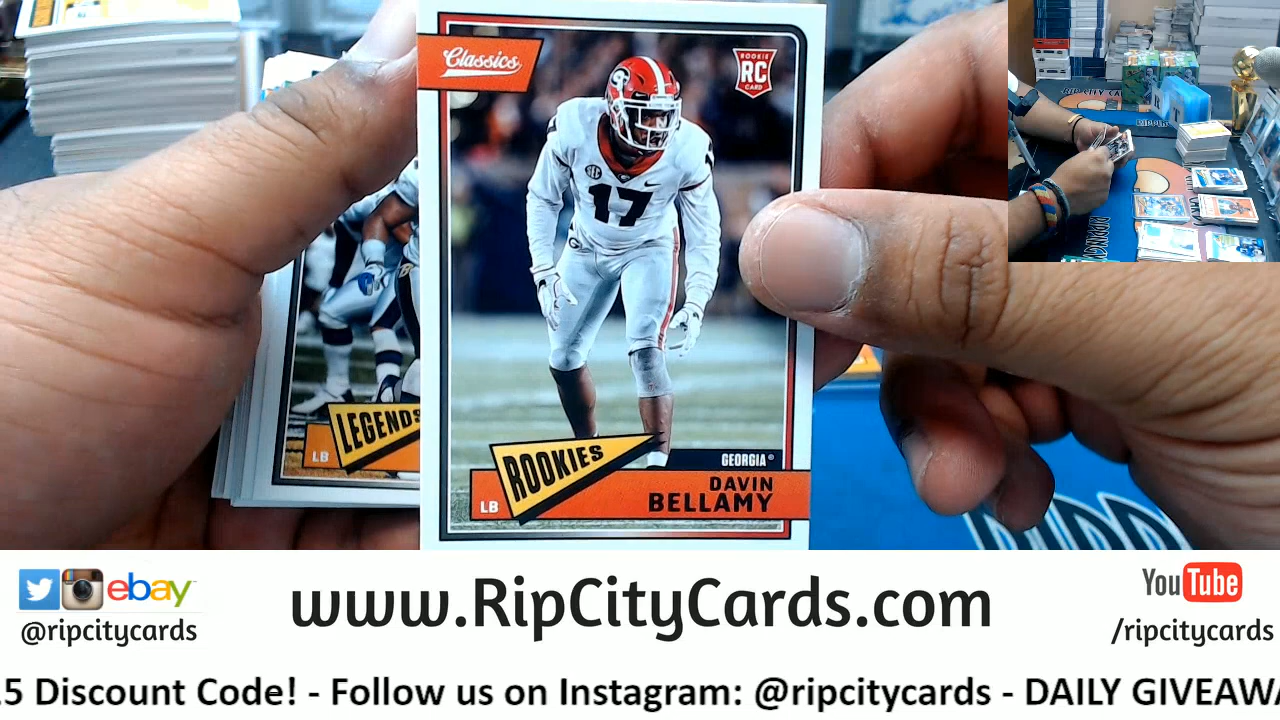 Classics
ROOKIE
RC
CARD
G
SEC
17
LEGENDS
LB
ROOKIES
GEORGIA®
LB
DAVIN
BELLAMY
ebay
@ripcitycards
www.RipCityCards.com
YouTube
/ripcitycards
.5 Discount Code! - Follow us on Instagram: @ripcitycards - DAILY GIVEAWA